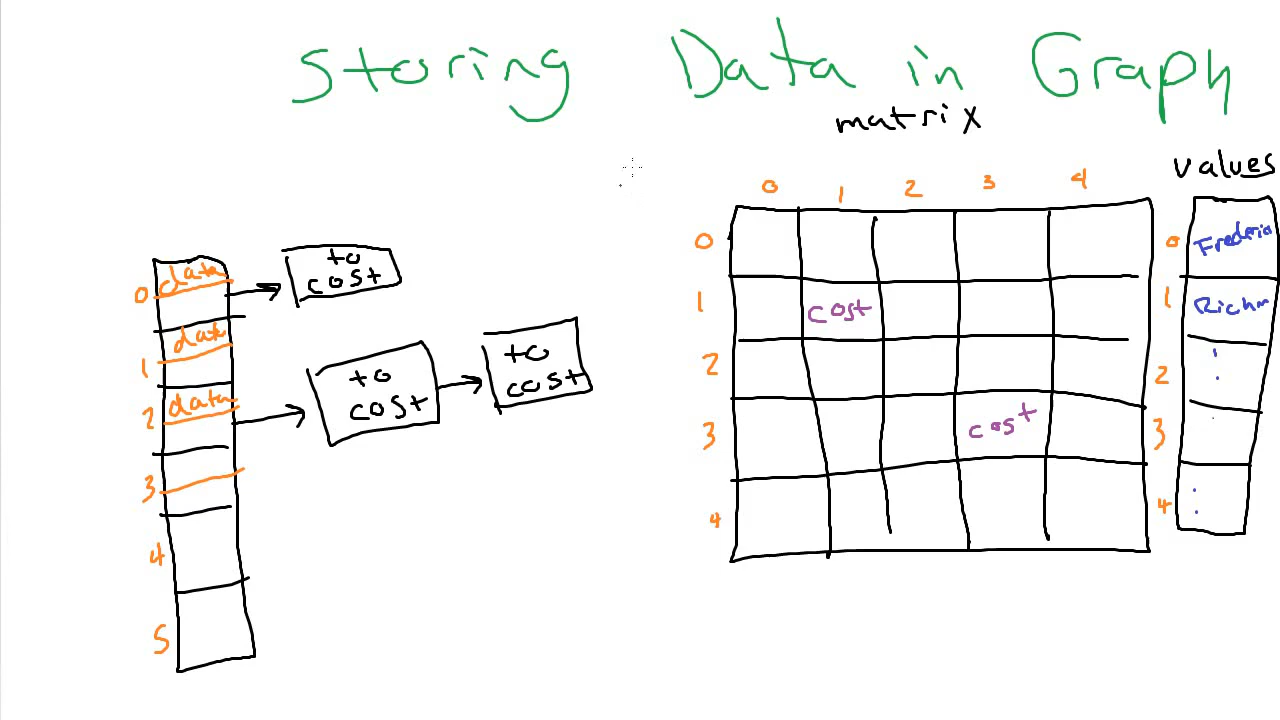 Storing Data in Graph
matrix
values
0 1 2 3 4
0 data to cost
1 data
2 data to cost to cost
3
4
5
0
1 cost
2
3 cost
4
0
1
2
3
4